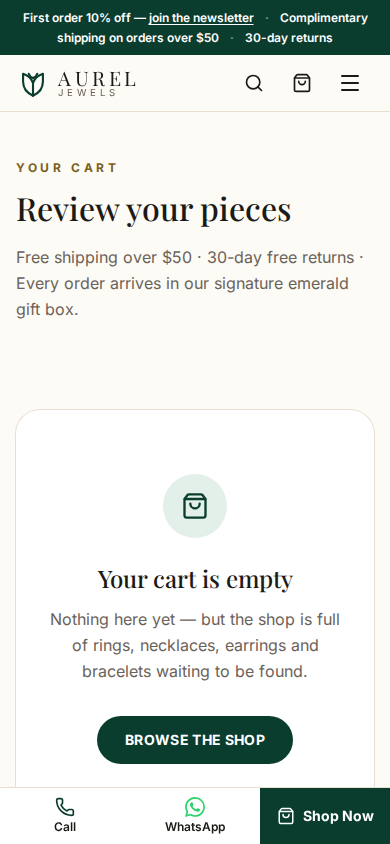 First order 10% off — join the newsletter · Complimentary
shipping on orders over $50 · 30-day returns
AUREL
JEWELS
YOUR CART
Review your pieces
Free shipping over $50 · 30-day free returns ·
Every order arrives in our signature emerald
gift box.
Your cart is empty
Nothing here yet — but the shop is full
of rings, necklaces, earrings and
bracelets waiting to be found.
BROWSE THE SHOP
Call
WhatsApp
Shop Now